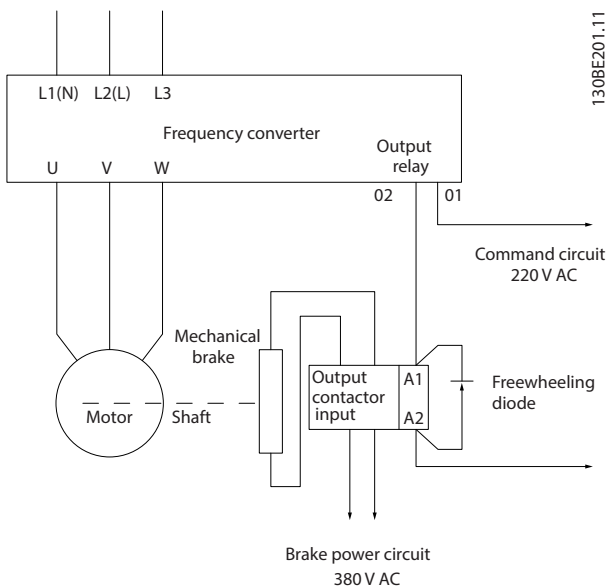 130BE201.11
L1(N) L2(L) L3
Frequency converter
U V W
Output
relay
02 01
Command circuit
220 V AC
Mechanical
brake
Output
contactor
input
A1
A2
Freewheeling
diode
Motor Shaft
Brake power circuit
380 V AC